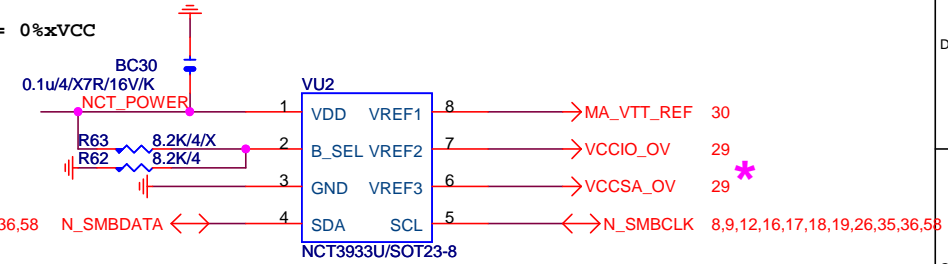 = 0%xVCC
D
BC30
0.1u/4/X7R/16V/K
VU2
NCT_POWER
1 VDD VREF1 8 MA_VTT_REF 30
R63 8.2K/4/X
2 B_SEL VREF2 7 VCCIO_OV 29
R62 8.2K/4
*
3 GND VREF3 6 VCCSA_OV 29
36,58 N_SMBDATA 4 SDA SCL 5 N_SMBCLK 8,9,12,16,17,18,19,26,35,36,58
NCT3933U/SOT23-8